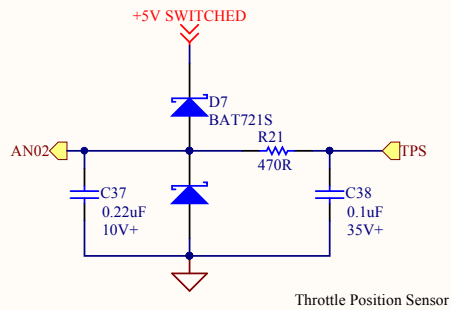 +5V SWITCHED
D7
BAT721S
R21
AN02
470R
TPS
C37
0.22uF
10V+
C38
0.1uF
35V+
Throttle Position Sensor